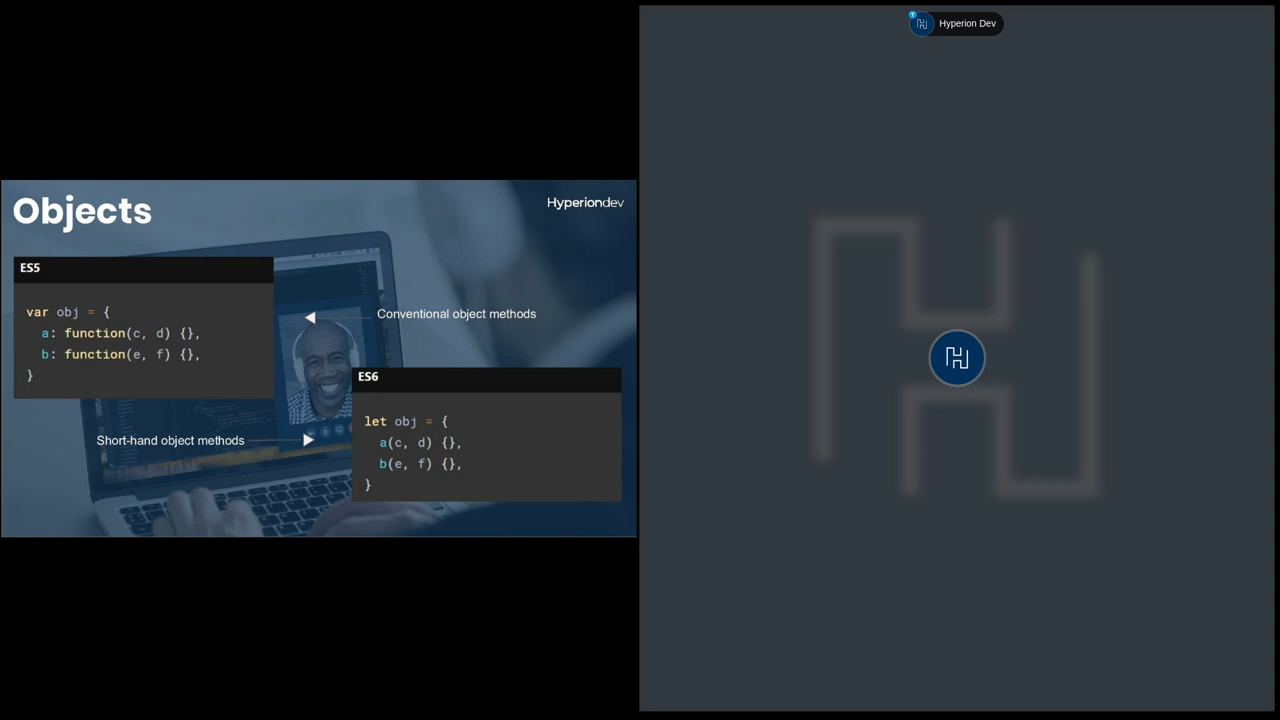 Hyperion Dev
Objects
Hyperiondev
ES5
var obj = {
  a: function(c, d) {},
  b: function(e, f) {},
}
Conventional object methods
ES6
let obj = {
  a(c, d) {},
  b(e, f) {},
}
Short-hand object methods